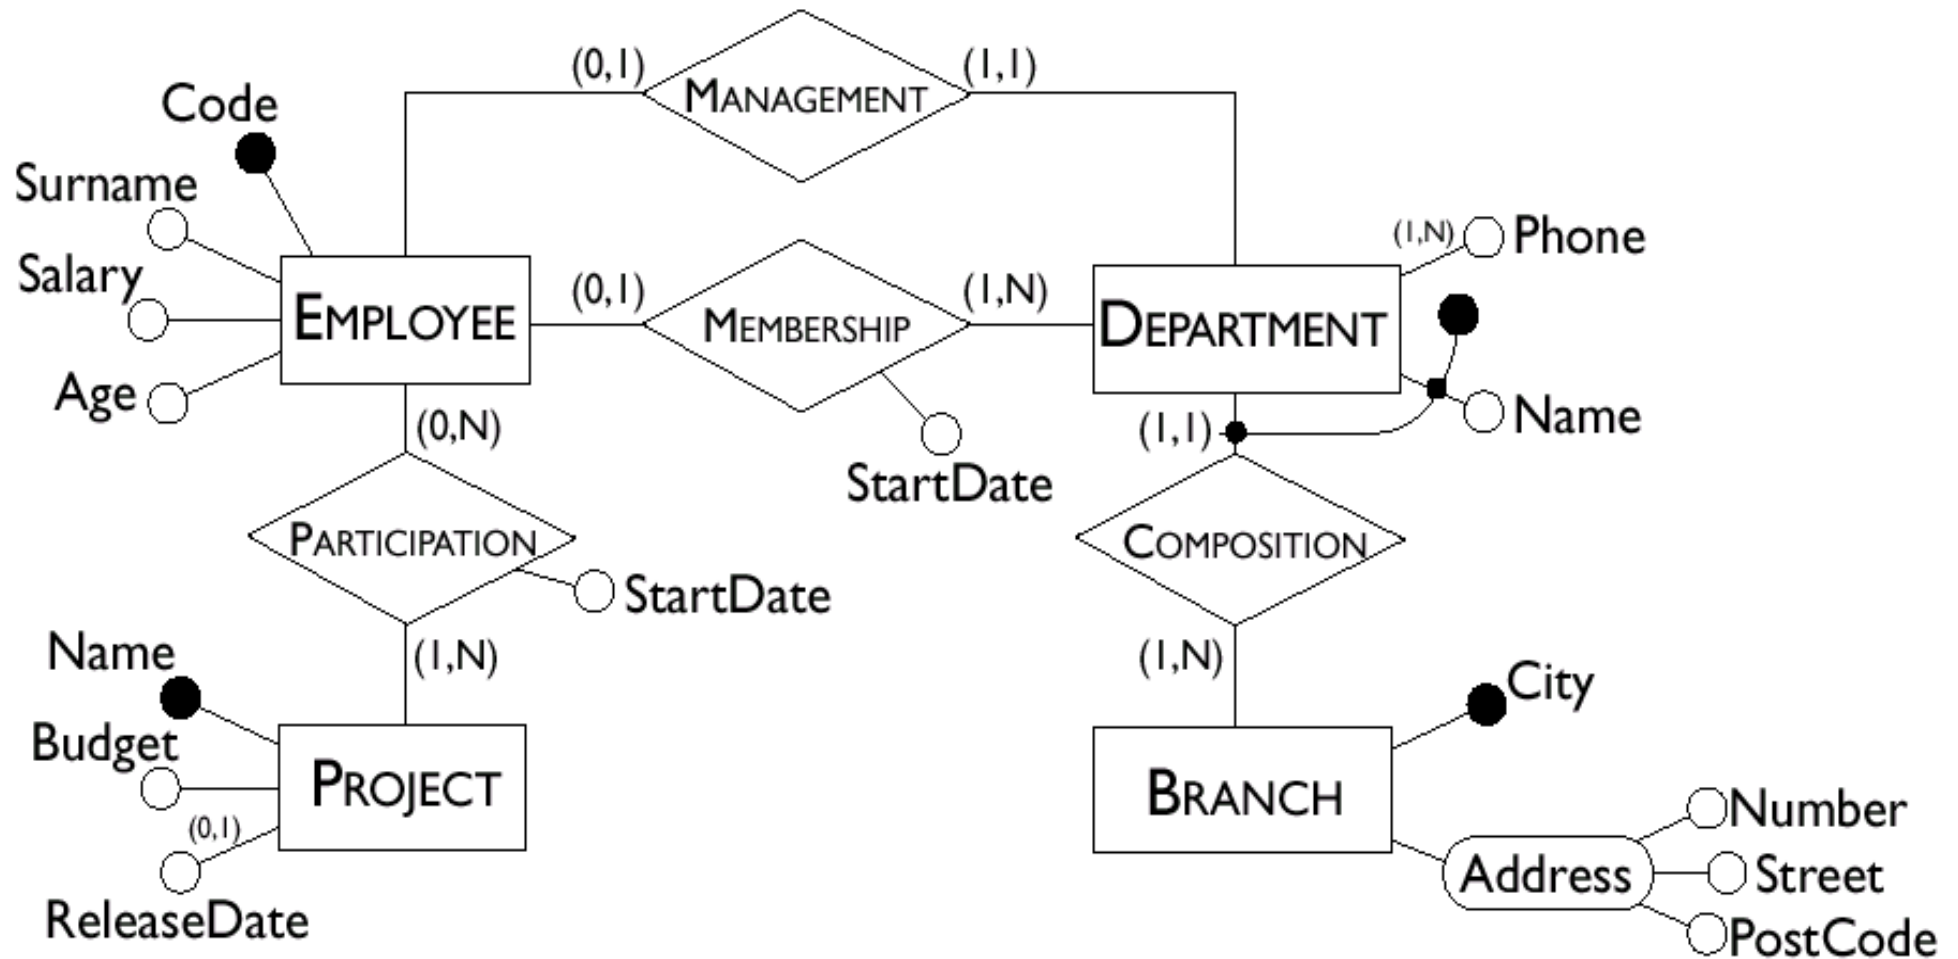 (0,1)
MANAGEMENT
(1,1)
Code
Surname
Salary
Age
EMPLOYEE
(0,1)
MEMBERSHIP
(1,N)
StartDate
DEPARTMENT
(1,N)
Phone
Name
(0,N)
PARTICIPATION
StartDate
(1,N)
(1,1)
COMPOSITION
(1,N)
Name
Budget
(0,1)
ReleaseDate
PROJECT
BRANCH
City
Address
Number
Street
PostCode